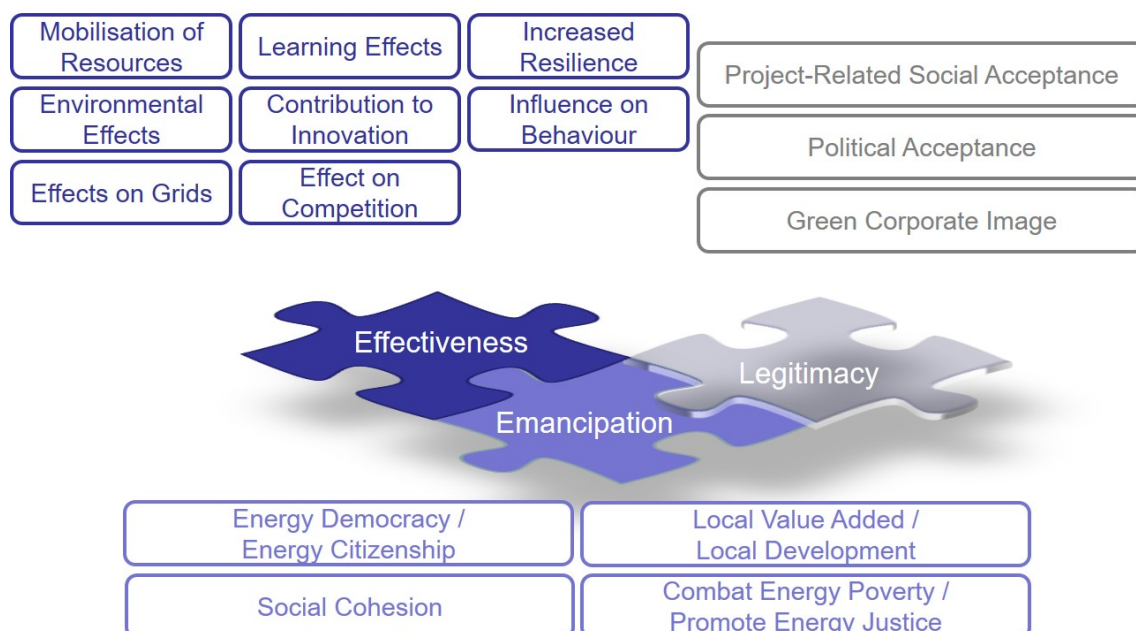 Mobilisation of
Resources
Learning Effects
Increased
Resilience
Environmental
Effects
Contribution to
Innovation
Influence on
Behaviour
Effects on Grids
Effect on
Competition
Project-Related Social Acceptance
Political Acceptance
Green Corporate Image
Effectiveness
Legitimacy
Emancipation
Energy Democracy /
Energy Citizenship
Local Value Added /
Local Development
Social Cohesion
Combat Energy Poverty /
Promote Energy Justice